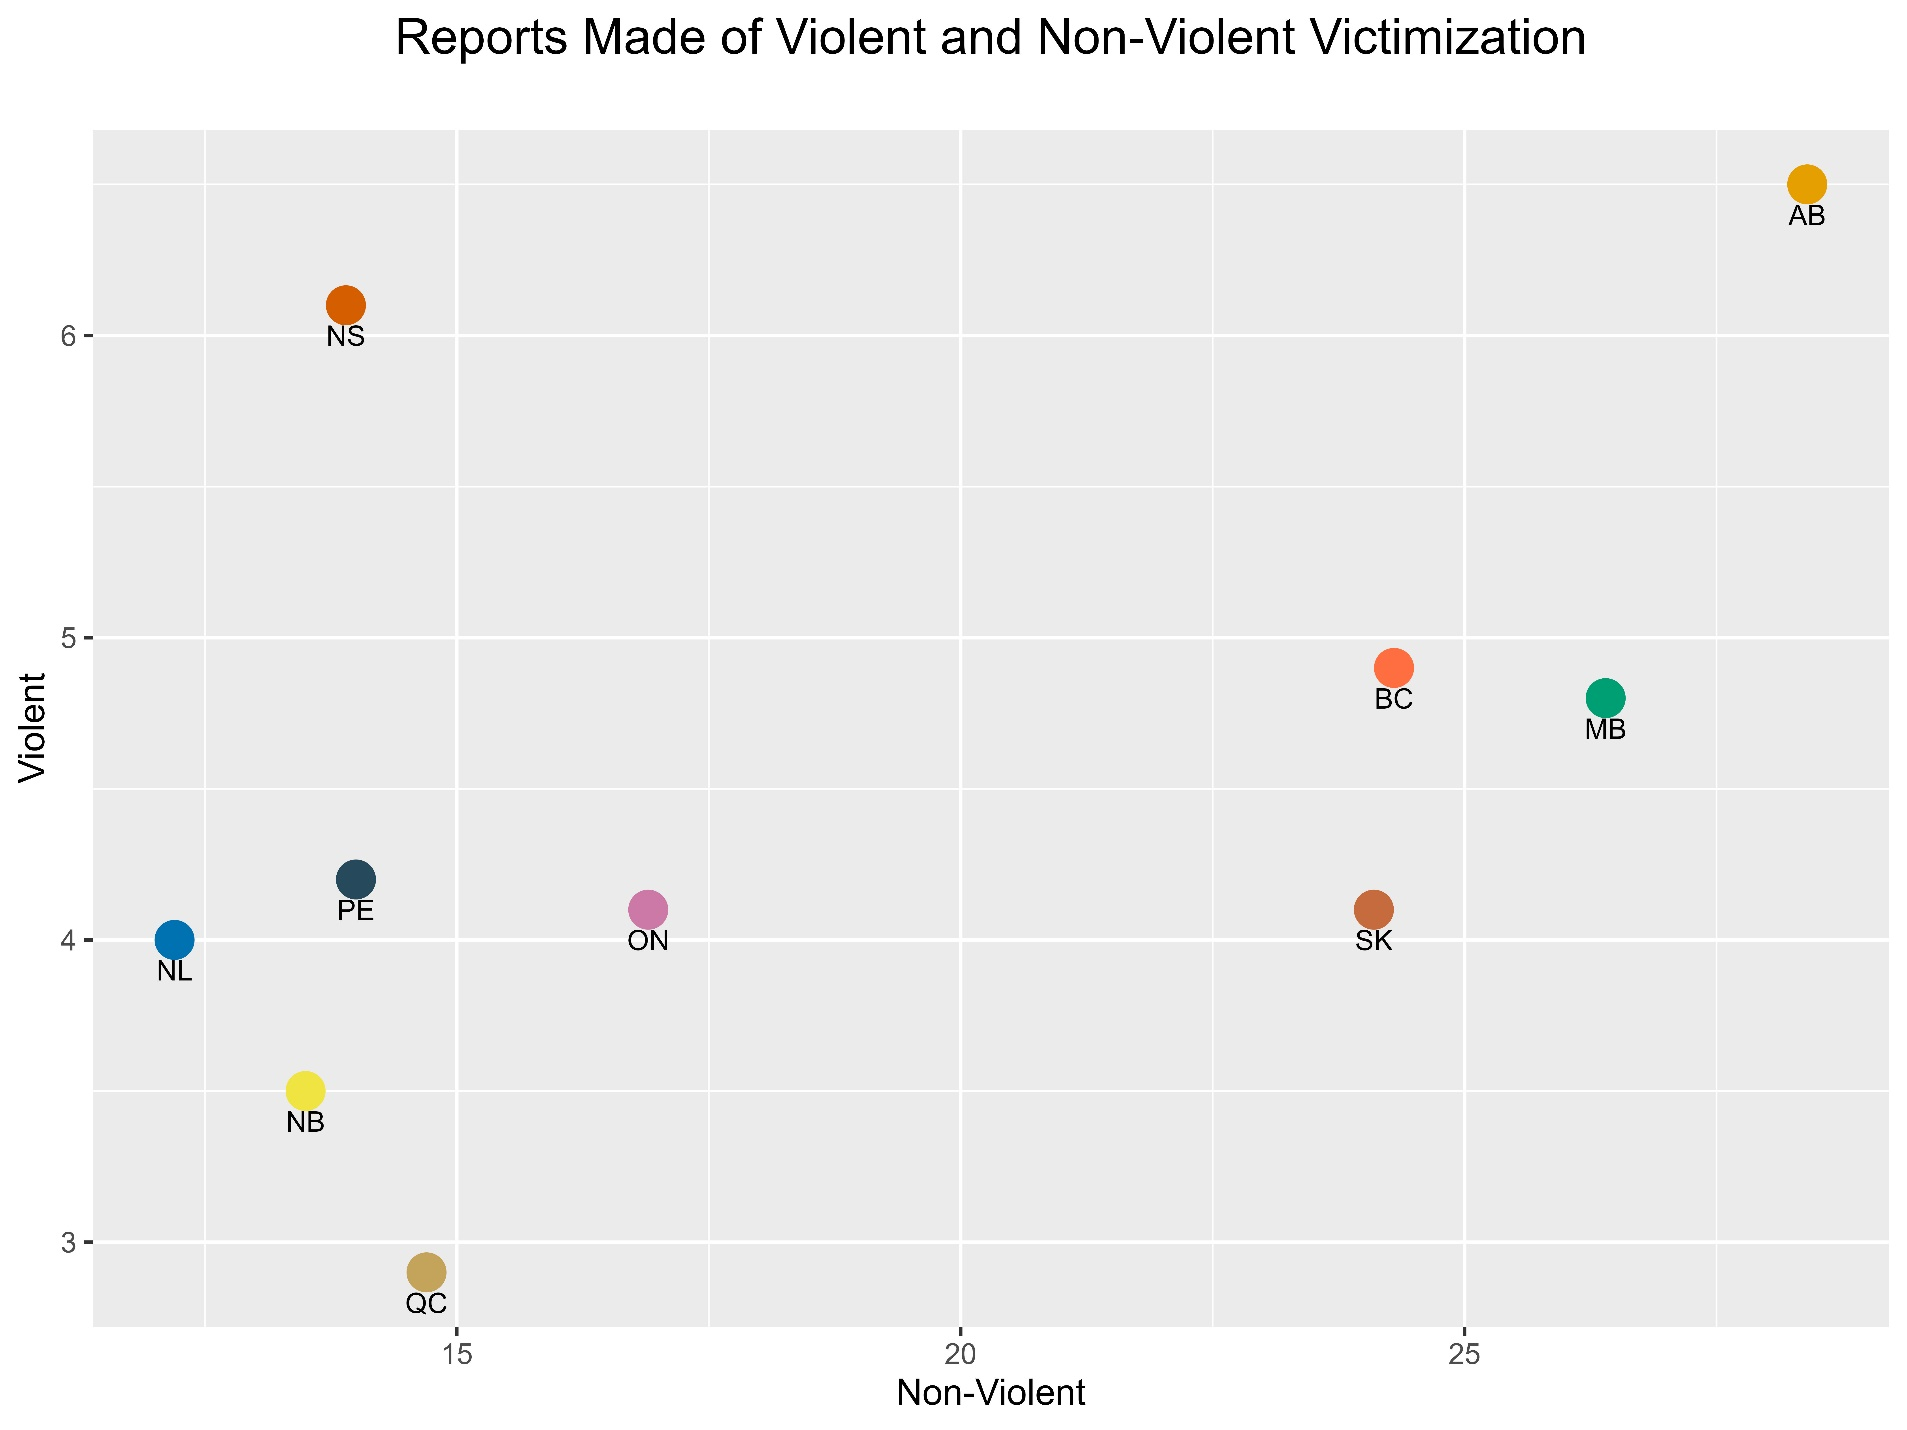 Reports Made of Violent and Non-Violent Victimization
AB
NS
6
5
BC
MB
Violent
PE
ON
SK
4
NL
NB
3
QC
15 20 25
Non-Violent